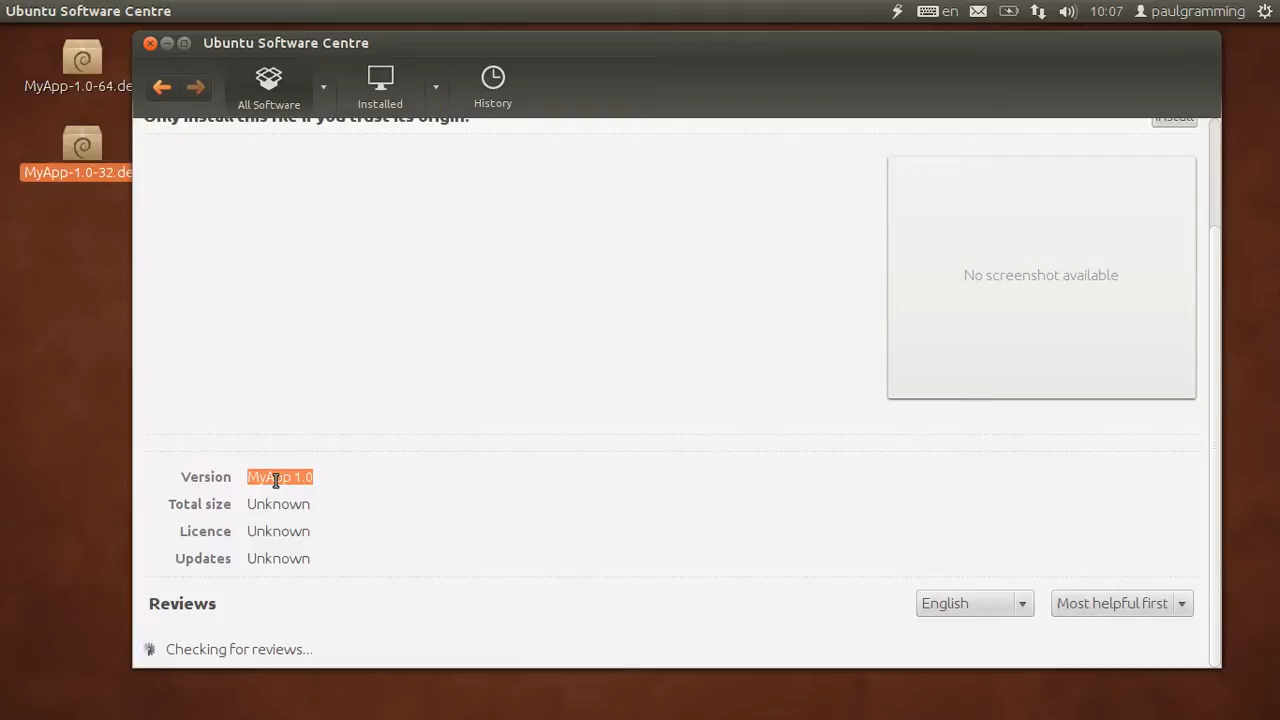 Ubuntu Software Centre
en
10:07
paulgramming
MyApp-1.0-64.de
MyApp-1.0-32.de
Ubuntu Software Centre
All Software
Installed
History
Only install this file if you trust its origin.
Install
No screenshot available
Version MyApp 1.0
Total size Unknown
Licence Unknown
Updates Unknown
Reviews
English
Most helpful first
Checking for reviews...